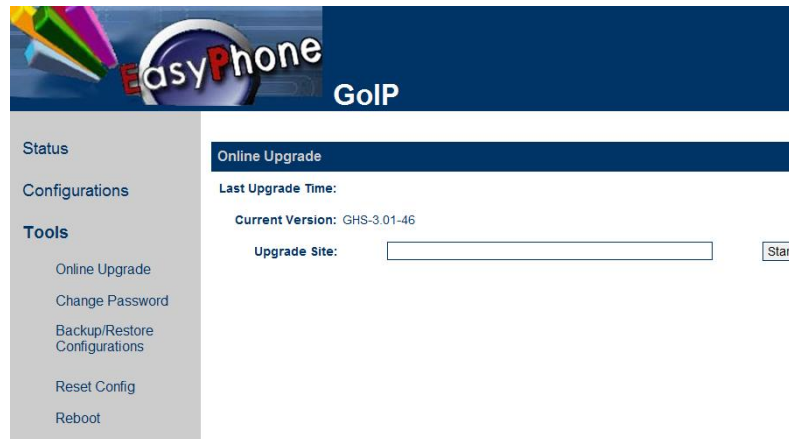 EasyPhone
GoIP
Status
Configurations
Tools
Online Upgrade
Change Password
Backup/Restore
Configurations
Reset Config
Reboot
Online Upgrade
Last Upgrade Time:
Current Version: GHS-3.01-46
Upgrade Site:
Star